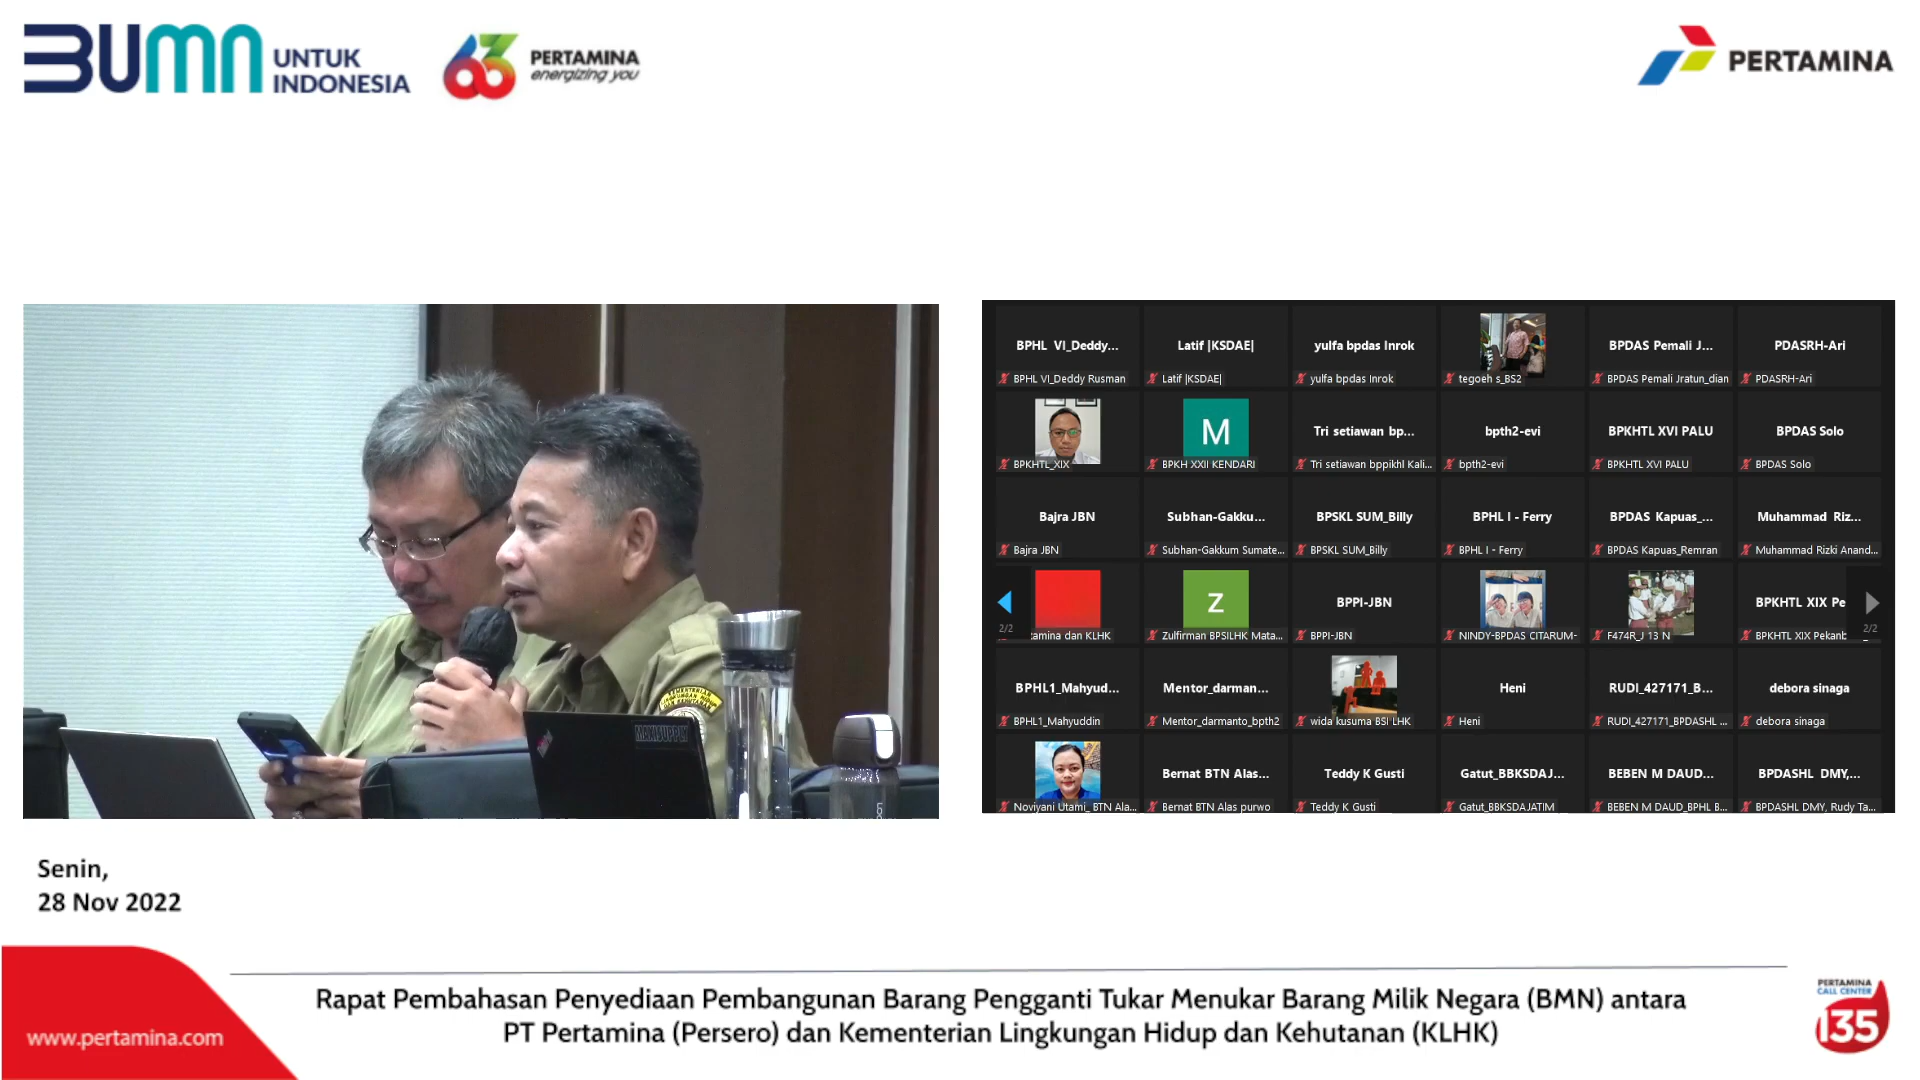 BUMN UNTUK
INDONESIA
63 PERTAMINA
energizing you
PERTAMINA
BPHL VI_Deddy...
BPHL VI_Deddy Rusman
Latif |KSDAE|
Latif |KSDAE|
yulfa bpdas Inrok
yulfa bpdas Inrok
tegoeh s_BS2
BPDAS Pemali J...
BPDAS Pemali Jratun_dian
PDASRH-Ari
PDASRH-Ari
BPKHTL_XIX
M
BPKH XXII KENDARI
Tri setiawan bp...
Tri setiawan bppikhl Kali...
bpth2-evi
bpth2-evi
BPKHTL XVI PALU
BPKHTL XVI PALU
BPDAS Solo
BPDAS Solo
Bajra JBN
Bajra JBN
Subhan-Gakku...
Subhan-Gakkum Sumate...
BPSKL SUM_Billy
BPSKL SUM_Billy
BPHL I - Ferry
BPHL I - Ferry
BPDAS Kapuas_...
BPDAS Kapuas_Remran
Muhammad Riz...
Muhammad Rizki Anand...
2/2
tamina dan KLHK
Z
Zulfirman BPSILHK Mata...
BPPI-JBN
BPPI-JBN
NINDY-BPDAS CITARUM-
F474R_J 13 N
BPKHTL XIX Pe
BPKHTL XIX Pekanb
2/2
BPHL1_Mahyud...
BPHL1_Mahyuddin
Mentor_darman...
Mentor_darmanto_bpth2
wida kusuma BSI LHK
Heni
Heni
RUDI_427171_B...
RUDI_427171_BPDASHL ...
debora sinaga
debora sinaga
Noviyani Utami_ BTN Ala...
Bernat BTN Alas...
Bernat BTN Alas purwo
Teddy K Gusti
Teddy K Gusti
Gatut_BBKSDAJ...
Gatut_BBKSDAJATIM
BEBEN M DAUD...
BEBEN M DAUD_BPHL B...
BPDASHL DMY,...
BPDASHL DMY, Rudy Ta...
KEMENTERIAN
MAXISUPPLY
Senin,
28 Nov 2022
www.pertamina.com
Rapat Pembahasan Penyediaan Pembangunan Barang Pengganti Tukar Menukar Barang Milik Negara (BMN) antara
PT Pertamina (Persero) dan Kementerian Lingkungan Hidup dan Kehutanan (KLHK)
PERTAMINA
CALL CENTER
135